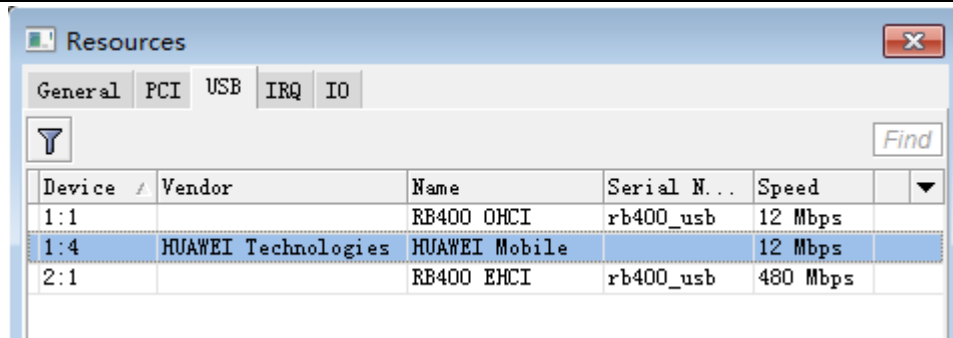 Resources
General PCI USB IRQ IO
Find
Device Vendor Name Serial N... Speed
1:1 RB400 OHCI rb400_usb 12 Mbps
1:4 HUAWEI Technologies HUAWEI Mobile 12 Mbps
2:1 RB400 EHCI rb400_usb 480 Mbps